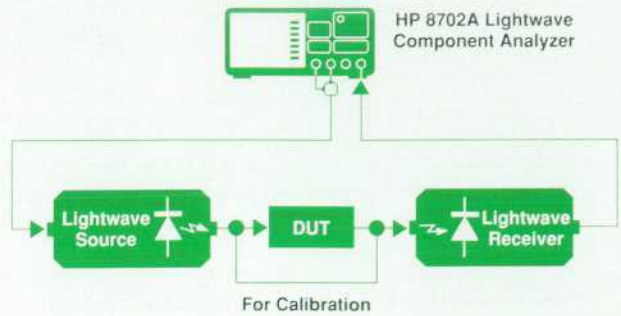 HP 8702A Lightwave
Component Analyzer
Lightwave
Source
DUT
Lightwave
Receiver
For Calibration